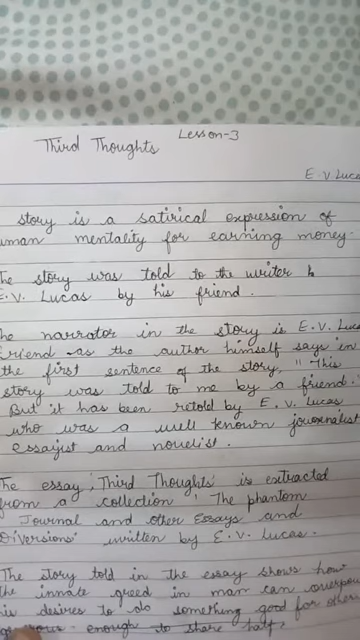 Lesson-3
Third Thoughts
E.V. Luca
story is a satirical expression of
uman mentality for earning money.
The story was told to the writer
E.V. Lucas by his friend.
he narrator in the story is E.V. Luca
friend as the author himself says in
the first sentence of the story, "This
story was told to me by a friend."
But it has been retold by E.V. Lucas
who was a well known journalist
essayist and novelist.
The essay, 'Third Thoughts' is extracted
from a collection 'The phantom
Journal and other Essays and
Diversions' written by E.V. Lucas.
The story told in the essay shows how
the innate greed in man can overpow
his desires to do something good for other
enough to share half